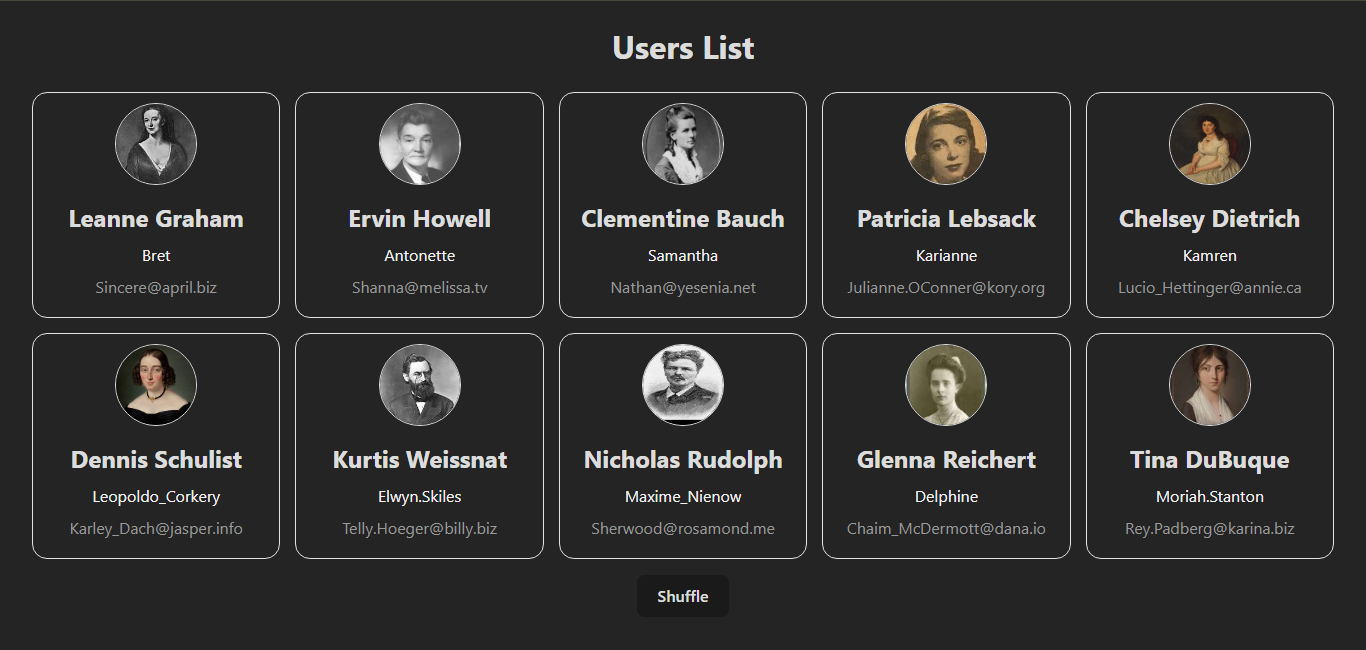 Users List
Leanne Graham
Bret
Sincere@april.biz
Ervin Howell
Antonette
Shanna@melissa.tv
Clementine Bauch
Samantha
Nathan@yesenia.net
Patricia Lebsack
Karianne
Julianne.OConner@kory.org
Chelsey Dietrich
Kamren
Lucio_Hettinger@annie.ca
Dennis Schulist
Leopoldo_Corkery
Karley_Dach@jasper.info
Kurtis Weissnat
Elwyn.Skiles
Telly.Hoeger@billy.biz
Nicholas Rudolph
Maxime_Nienow
Sherwood@rosamond.me
Glenna Reichert
Delphine
Chaim_McDermott@dana.io
Tina DuBuque
Moriah.Stanton
Rey.Padberg@karina.biz
Shuffle